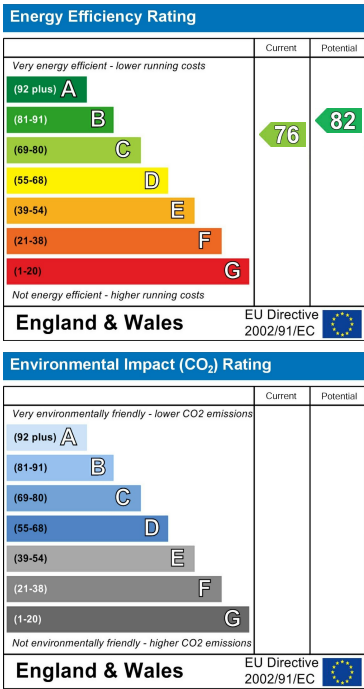 Energy Efficiency Rating
Current Potential
Very energy efficient - lower running costs
(92 plus) A
(81-91) B
(69-80) C
(55-68) D
(39-54) E
(21-38) F
(1-20) G
76
82
Not energy efficient - higher running costs
England & Wales
EU Directive
2002/91/EC
Environmental Impact (CO₂) Rating
Current Potential
Very environmentally friendly - lower CO2 emissions
(92 plus) A
(81-91) B
(69-80) C
(55-68) D
(39-54) E
(21-38) F
(1-20) G
Not environmentally friendly - higher CO2 emissions
England & Wales
EU Directive
2002/91/EC